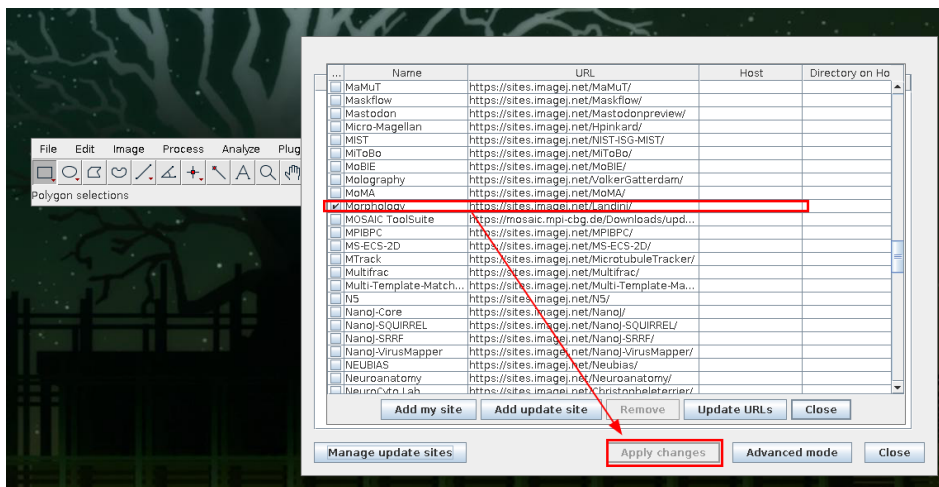 File Edit Image Process Analyze Plug
Polygon selections
... Name URL Host Directory on Ho
MaMuT https://sites.imagej.net/MaMuT/
Maskflow https://sites.imagej.net/Maskflow/
Mastodon https://sites.imagej.net/Mastodonpreview/
Micro-Magellan https://sites.imagej.net/Hpinkard/
MIST https://sites.imagej.net/NIST-ISG-MIST/
MiToBo https://sites.imagej.net/MiToBo/
MoBIE https://sites.imagej.net/MoBIE/
Molography https://sites.imagej.net/VolkerGatterdam/
MoMA https://sites.imagej.net/MoMA/
Morphology https://sites.imagej.net/Landini/
MOSAIC ToolSuite https://mosaic.mpi-cbg.de/Downloads/upd...
MPIBPC https://sites.imagej.net/MPIBPC/
MS-ECS-2D https://sites.imagej.net/MS-ECS-2D/
MTrack https://sites.imagej.net/MicrotubuleTracker/
Multifrac https://sites.imagej.net/Multifrac/
Multi-Template-Match... https://sites.imagej.net/Multi-Template-Ma...
N5 https://sites.imagej.net/N5/
NanoJ-Core https://sites.imagej.net/NanoJ/
NanoJ-SQUIRREL https://sites.imagej.net/NanoJ-SQUIRREL/
NanoJ-SRRF https://sites.imagej.net/NanoJ-SRRF/
NanoJ-VirusMapper https://sites.imagej.net/NanoJ-VirusMapper/
NEUBIAS https://sites.imagej.net/Neubias/
Neuroanatomy https://sites.imagej.net/Neuroanatomy/
NeuroCyto Lab https://sites.imagej.net/Christopheleterrier/
Add my site Add update site Remove Update URLs Close
Manage update sites Apply changes Advanced mode Close